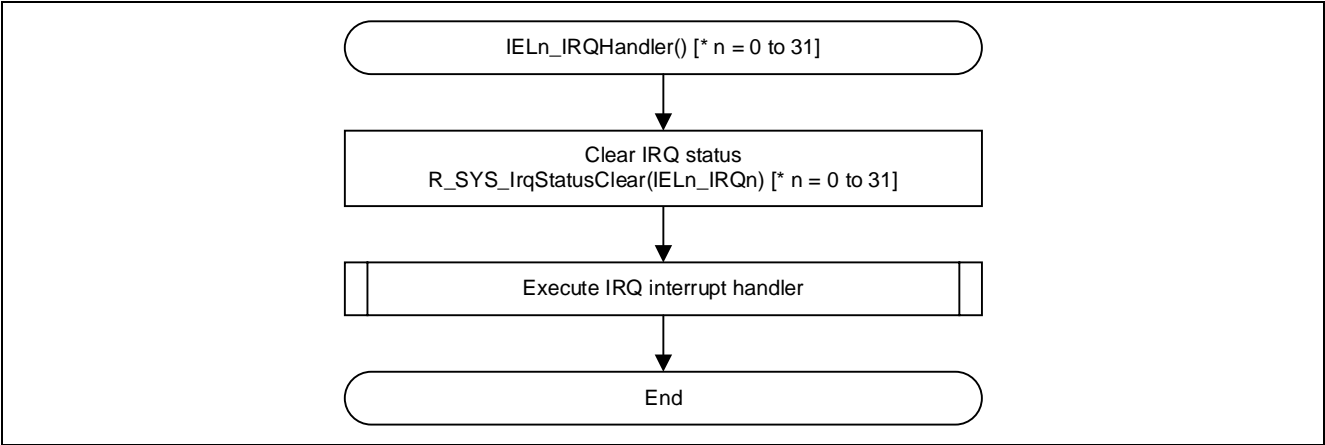 IELn_IRQHandler() [* n = 0 to 31]
Clear IRQ status
R_SYS_IrqStatusClear(IELn_IRQn) [* n = 0 to 31]
Execute IRQ interrupt handler
End